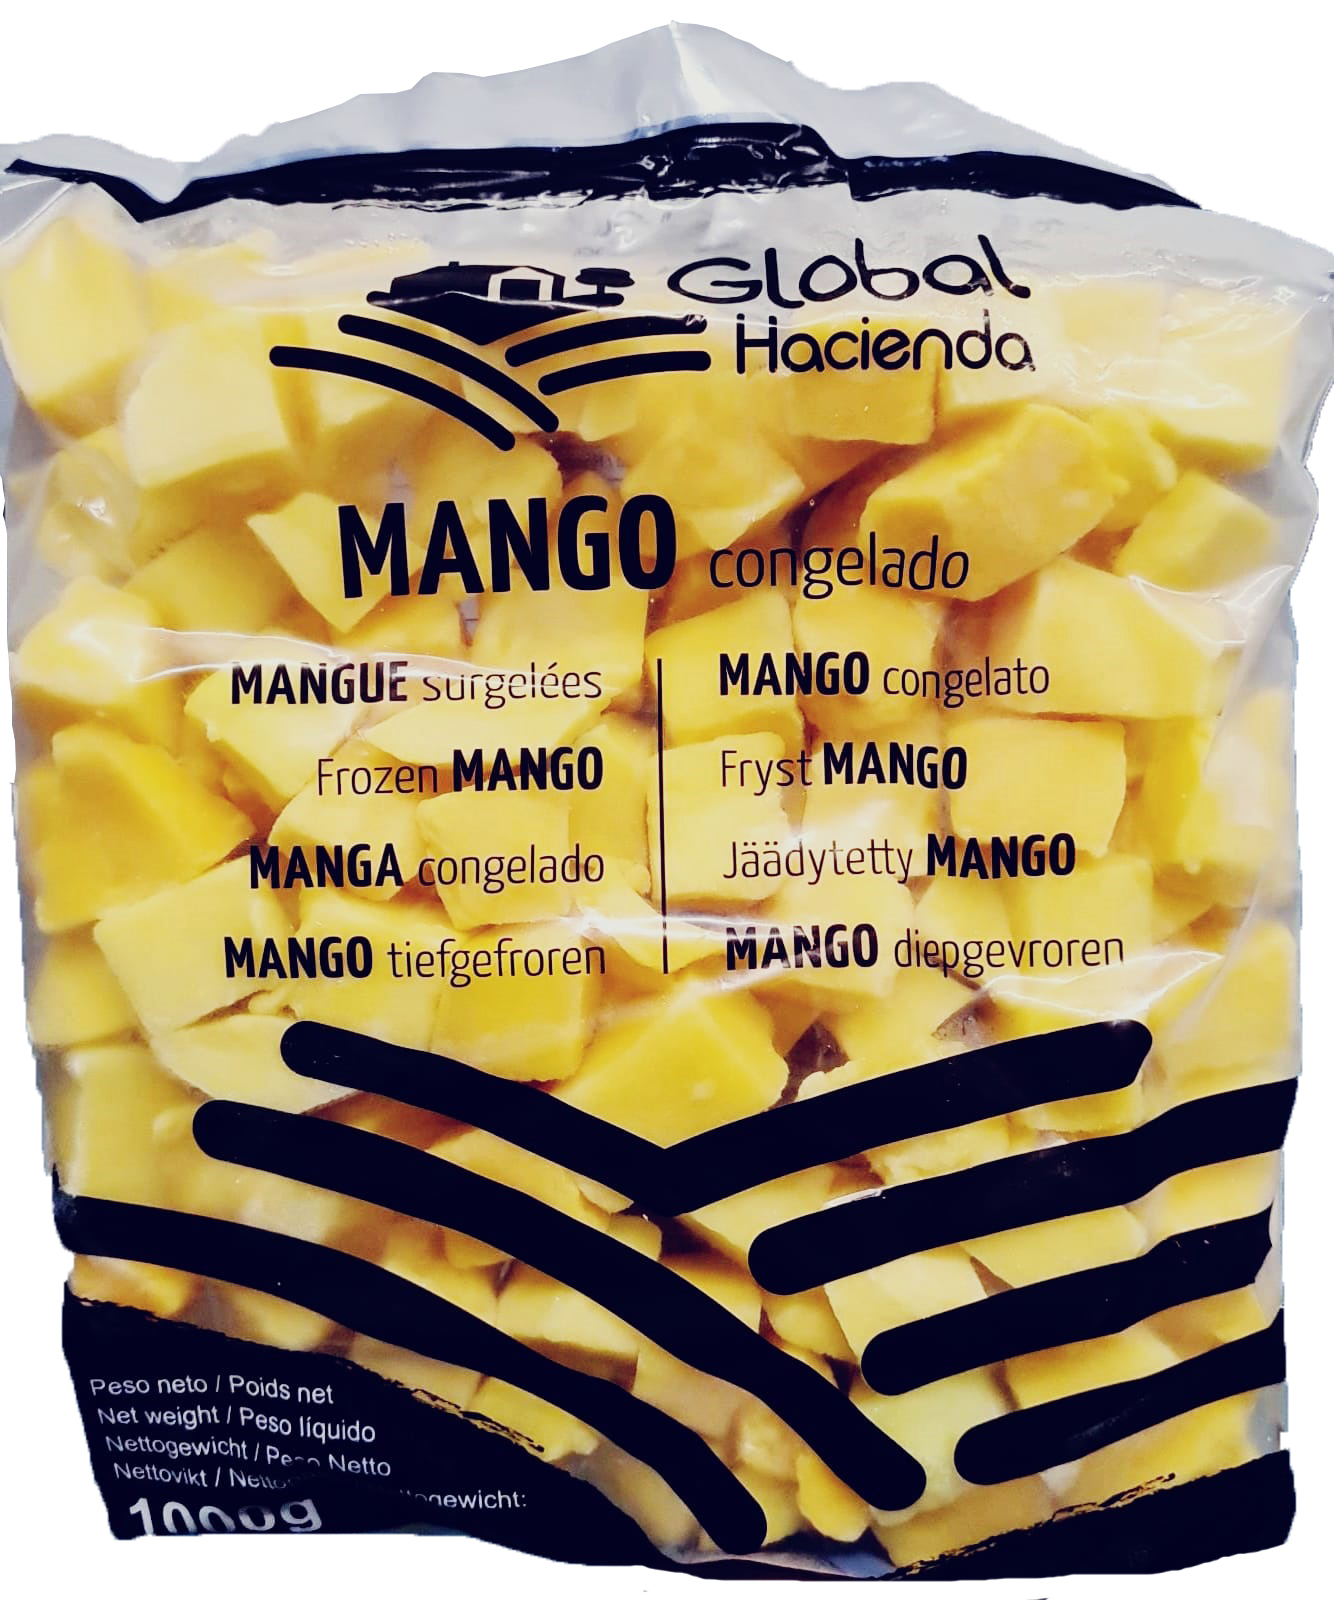 Global
Hacienda
MANGO congelado
MANGUE surgelées
Frozen MANGO
MANGA congelado
MANGO tiefgefroren
MANGO congelato
Fryst MANGO
Jäädytetty MANGO
MANGO diepgevroren
Peso neto / Poids net
Net weight / Peso líquido
Nettogewicht / Peso Netto
Nettovikt /
1000g